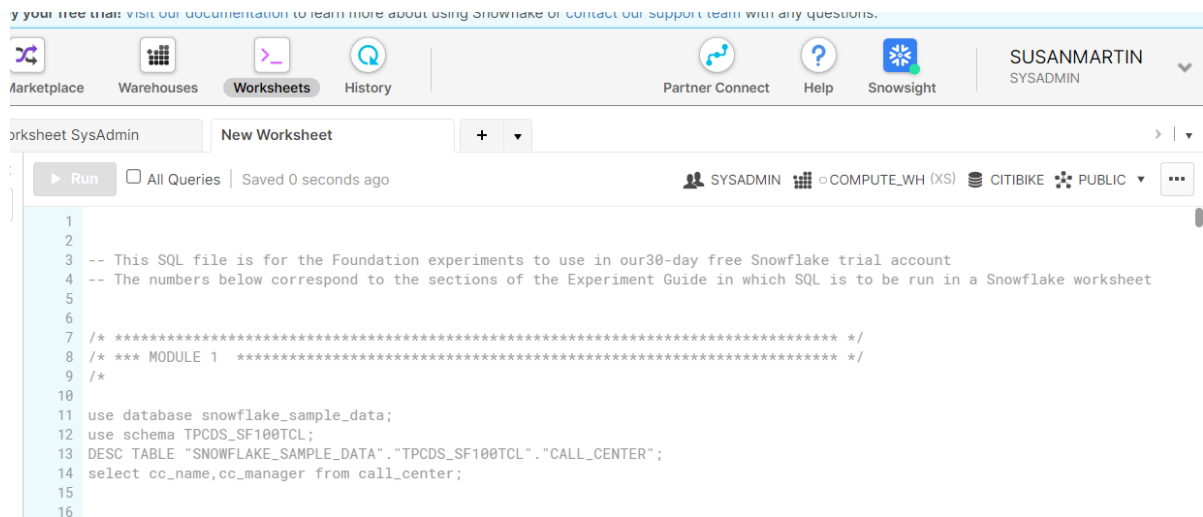 y your free trial! Visit our documentation to learn more about using Snowflake or contact our support team with any questions.
Marketplace Warehouses Worksheets History Partner Connect Help Snowsight
SUSANMARTIN
SYSADMIN
orksheet SysAdmin New Worksheet + ▼
Run All Queries Saved 0 seconds ago SYSADMIN COMPUTE_WH (XS) CITIBIKE PUBLIC
1
2
3 -- This SQL file is for the Foundation experiments to use in our30-day free Snowflake trial account
4 -- The numbers below correspond to the sections of the Experiment Guide in which SQL is to be run in a Snowflake worksheet
5
6
7 /* *********************************************************************************** */
8 /* *** MODULE 1  ********************************************************************* */
9 /*
10
11 use database snowflake_sample_data;
12 use schema TPCDS_SF100TCL;
13 DESC TABLE "SNOWFLAKE_SAMPLE_DATA"."TPCDS_SF100TCL"."CALL_CENTER";
14 select cc_name,cc_manager from call_center;
15
16